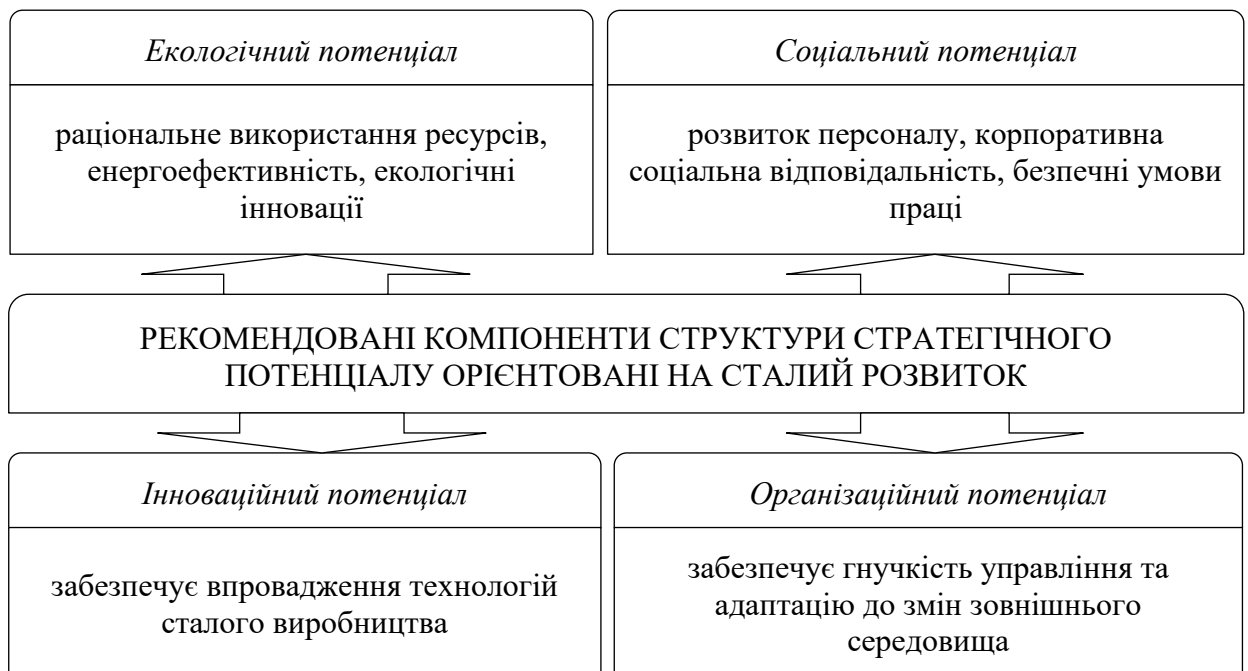 Екологічний потенціал
раціональне використання ресурсів,
енергоефективність, екологічні
інновації
Соціальний потенціал
розвиток персоналу, корпоративна
соціальна відповідальність, безпечні умови
праці
РЕКОМЕНДОВАНІ КОМПОНЕНТИ СТРУКТУРИ СТРАТЕГІЧНОГО
ПОТЕНЦІАЛУ ОРІЄНТОВАНІ НА СТАЛИЙ РОЗВИТОК
Інноваційний потенціал
забезпечує впровадження технологій
сталого виробництва
Організаційний потенціал
забезпечує гнучкість управління та
адаптацію до змін зовнішнього
середовища